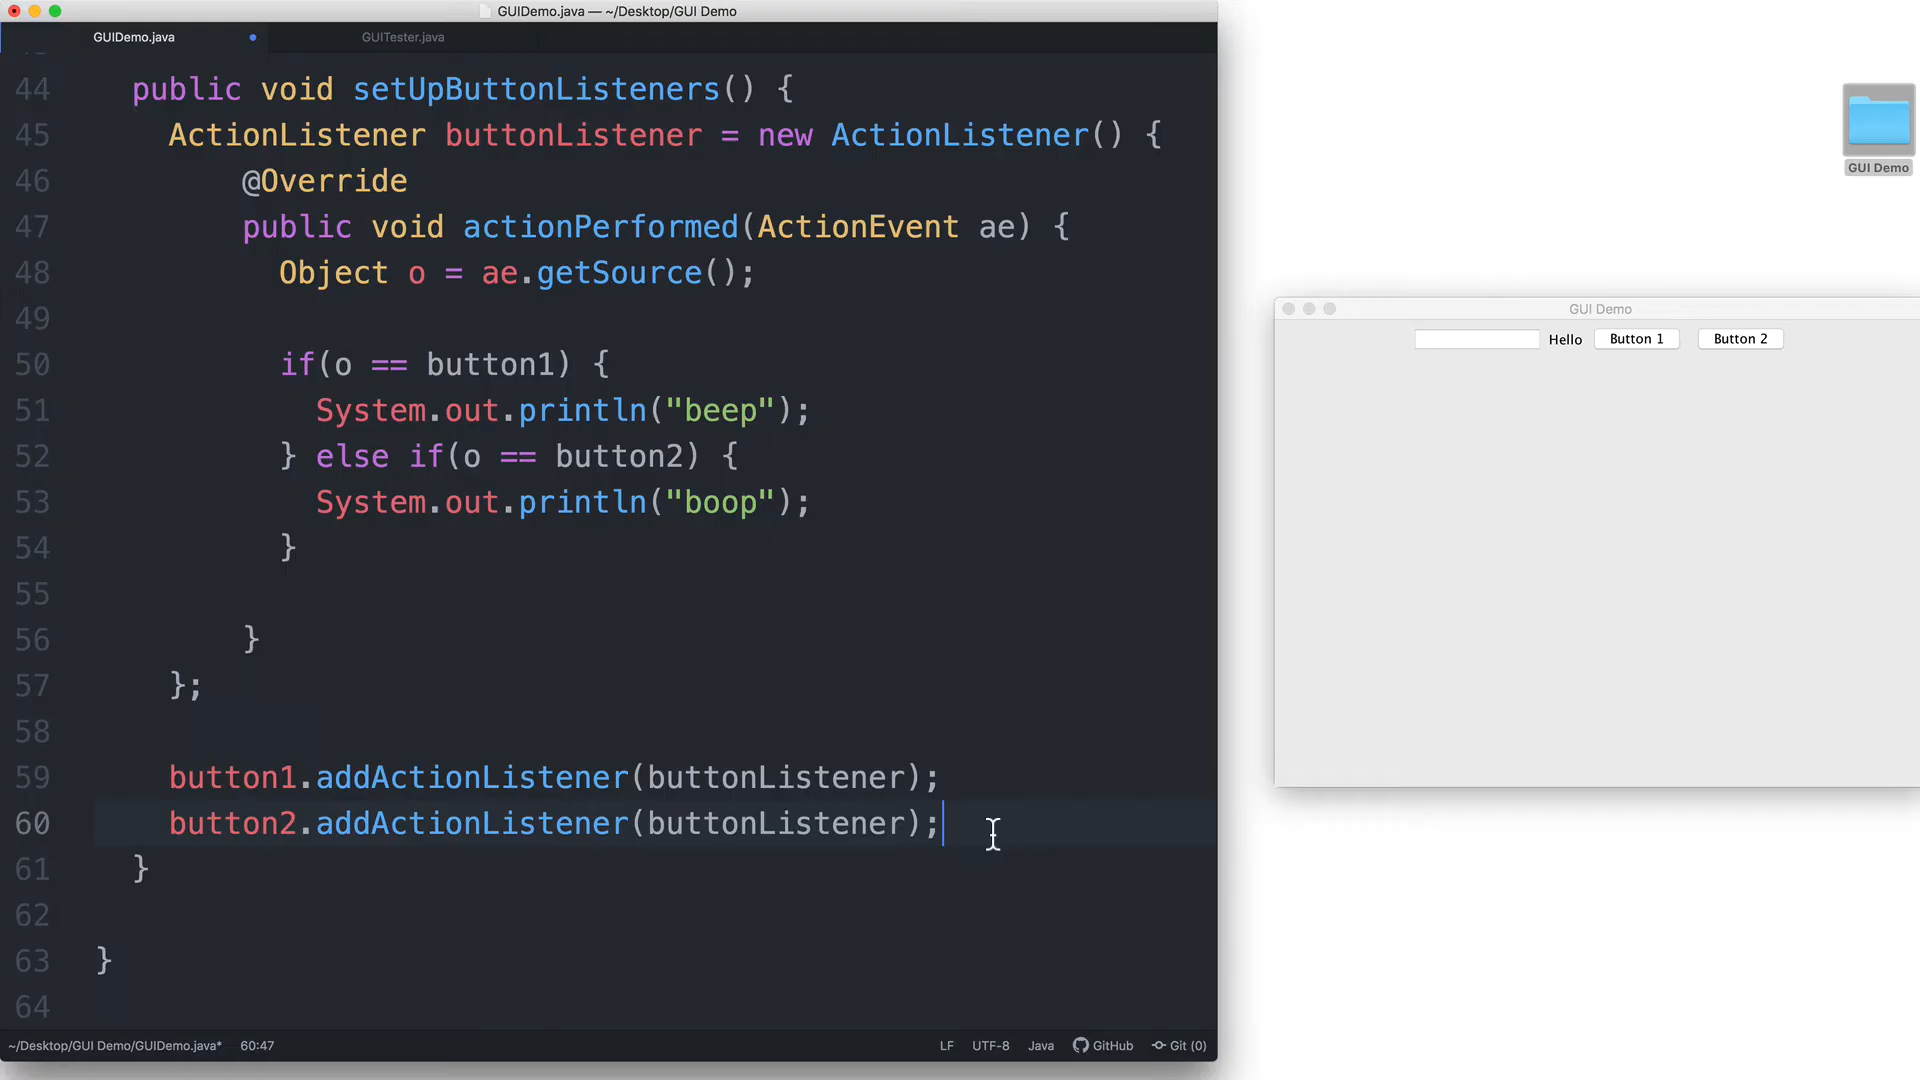 GUIDemo.java — ~/Desktop/GUI Demo
GUIDemo.java
GUITester.java
44 public void setUpButtonListeners() {
45 ActionListener buttonListener = new ActionListener() {
46 @Override
47 public void actionPerformed(ActionEvent ae) {
48 Object o = ae.getSource();
49
50 if(o == button1) {
51 System.out.println("beep");
52 } else if(o == button2) {
53 System.out.println("boop");
54 }
55
56 }
57 };
58
59 button1.addActionListener(buttonListener);
60 button2.addActionListener(buttonListener);
61 }
62
63 }
64
~/Desktop/GUI Demo/GUIDemo.java* 60:47 LF UTF-8 Java GitHub Git (0)
GUI Demo
GUI Demo
Hello Button 1 Button 2